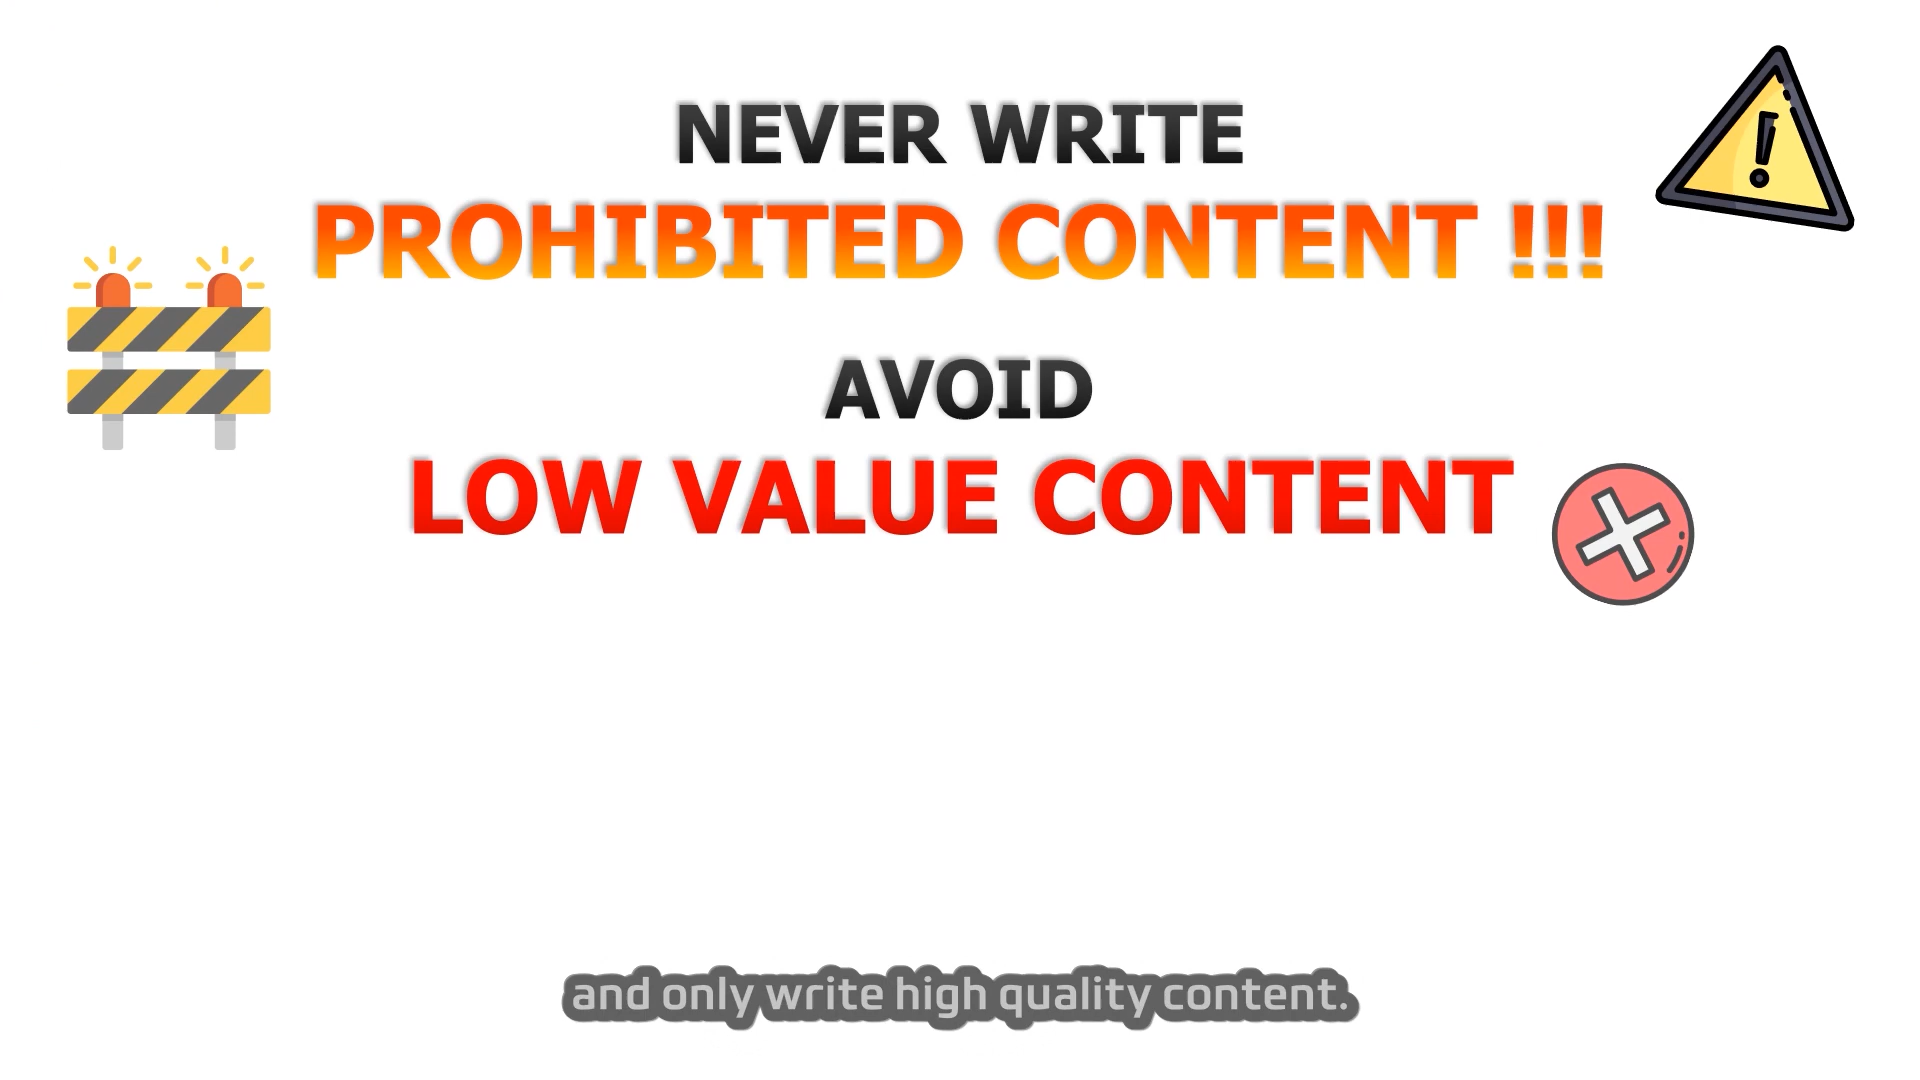 NEVER WRITE
PROHIBITED CONTENT !!!
AVOID
LOW VALUE CONTENT
and only write high quality content.